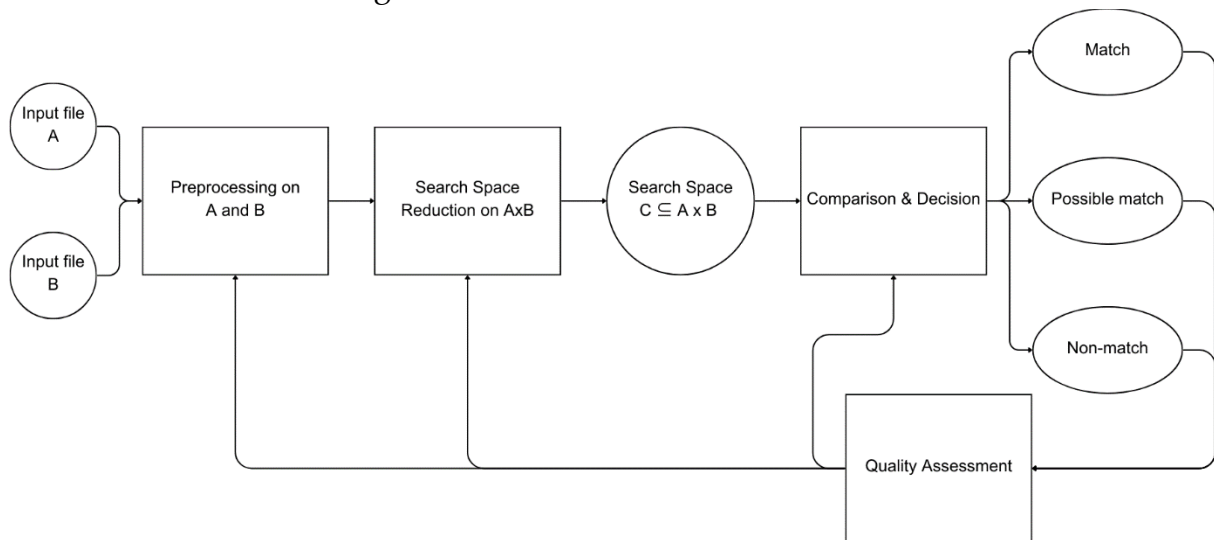 Input file
A
Input file
B
Preprocessing on
A and B
Search Space
Reduction on AxB
Search Space
C ⊆ A x B
Comparison & Decision
Match
Possible match
Non-match
Quality Assessment